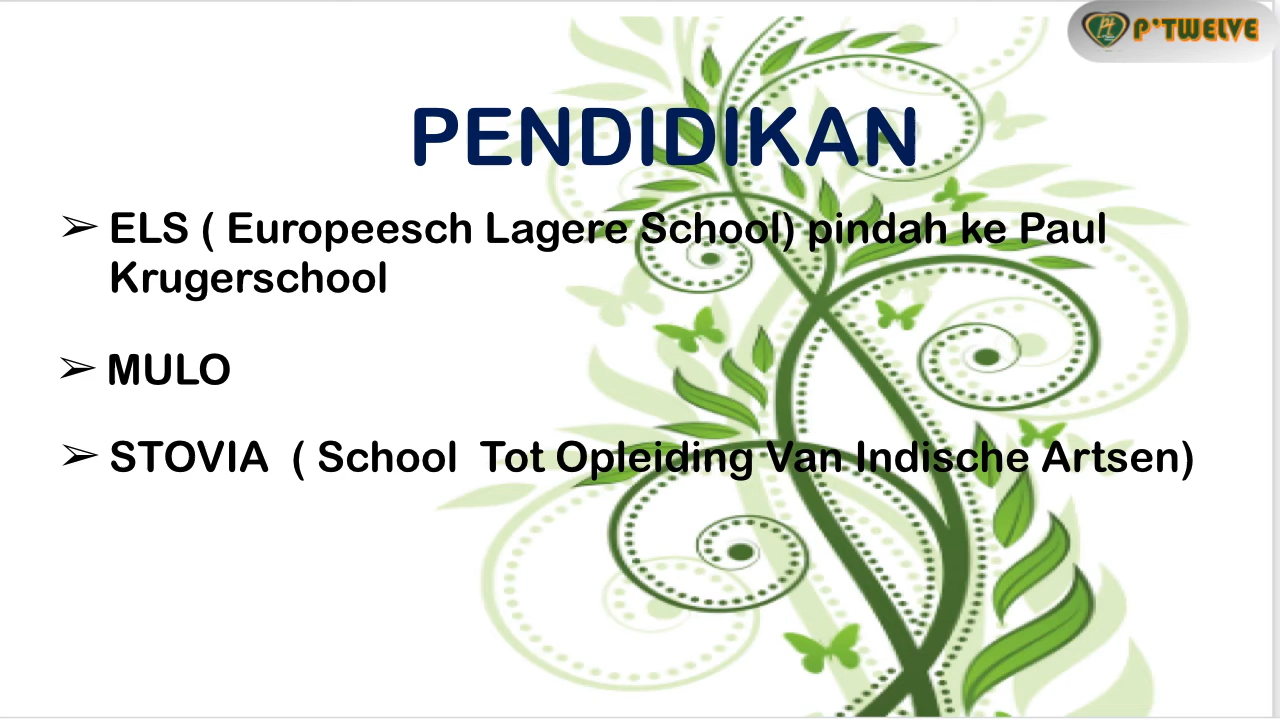 P'TWELVE
PENDIDIKAN
➢ ELS ( Europeesch Lagere School) pindah ke Paul
Krugerschool
➢ MULO
➢ STOVIA ( School Tot Opleiding Van Indische Artsen)